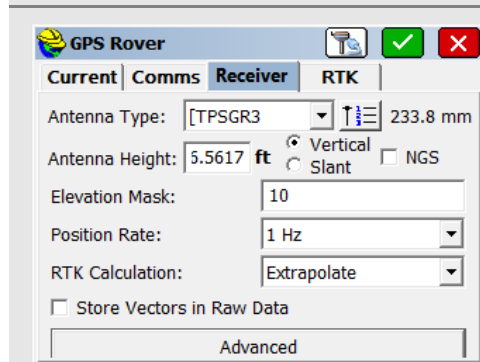 GPS Rover
Current Comms Receiver RTK
Antenna Type: [TPSGR3 233.8 mm
Antenna Height: 5.5617 ft Vertical Slant NGS
Elevation Mask: 10
Position Rate: 1 Hz
RTK Calculation: Extrapolate
Store Vectors in Raw Data
Advanced